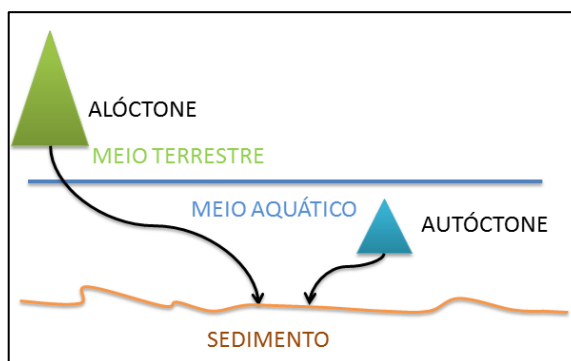 ALÓCTONE
MEIO TERRESTRE
MEIO AQUÁTICO
AUTÓCTONE
SEDIMENTO